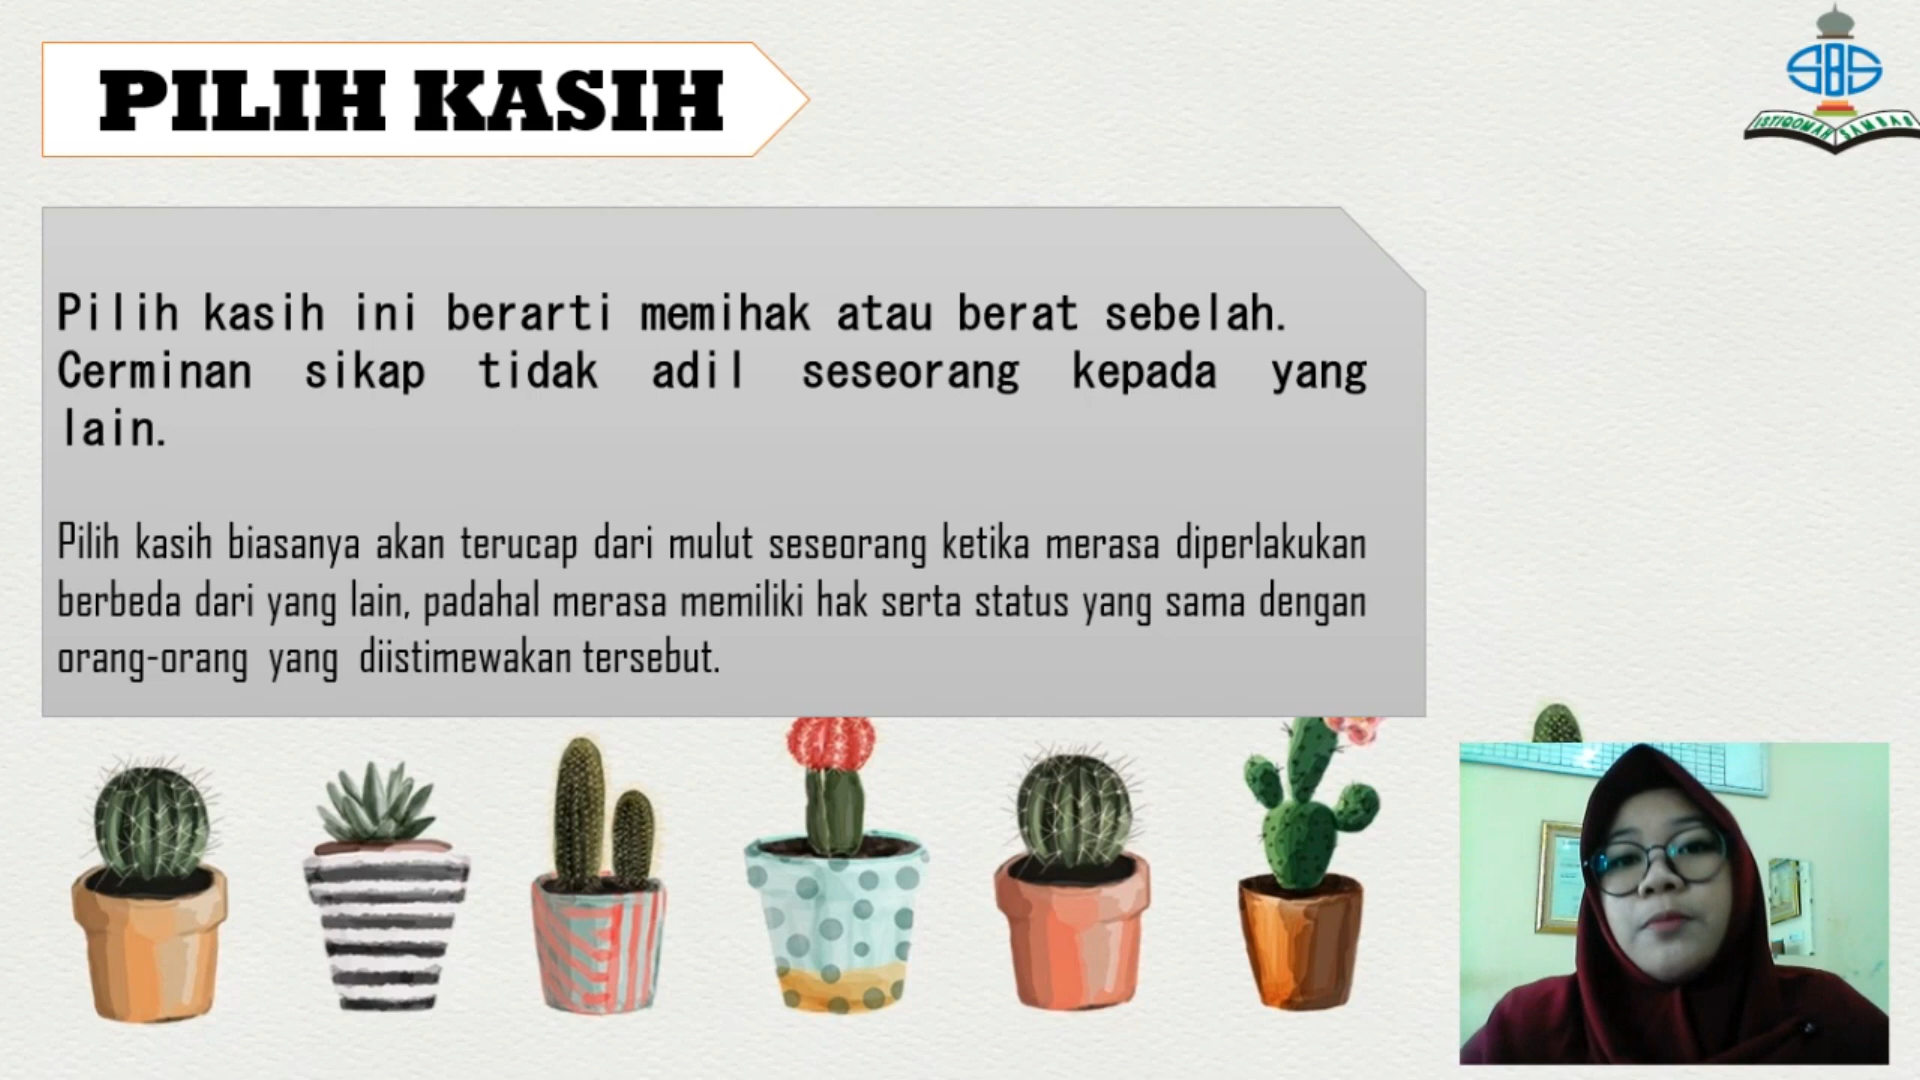 PILIH KASIH
SBS
ISTIQOMAH SAMBAS
Pilih kasih ini berarti memihak atau berat sebelah.
Cerminan sikap tidak adil seseorang kepada yang
lain.
Pilih kasih biasanya akan terucap dari mulut seseorang ketika merasa diperlakukan
berbeda dari yang lain, padahal merasa memiliki hak serta status yang sama dengan
orang-orang yang diistimewakan tersebut.